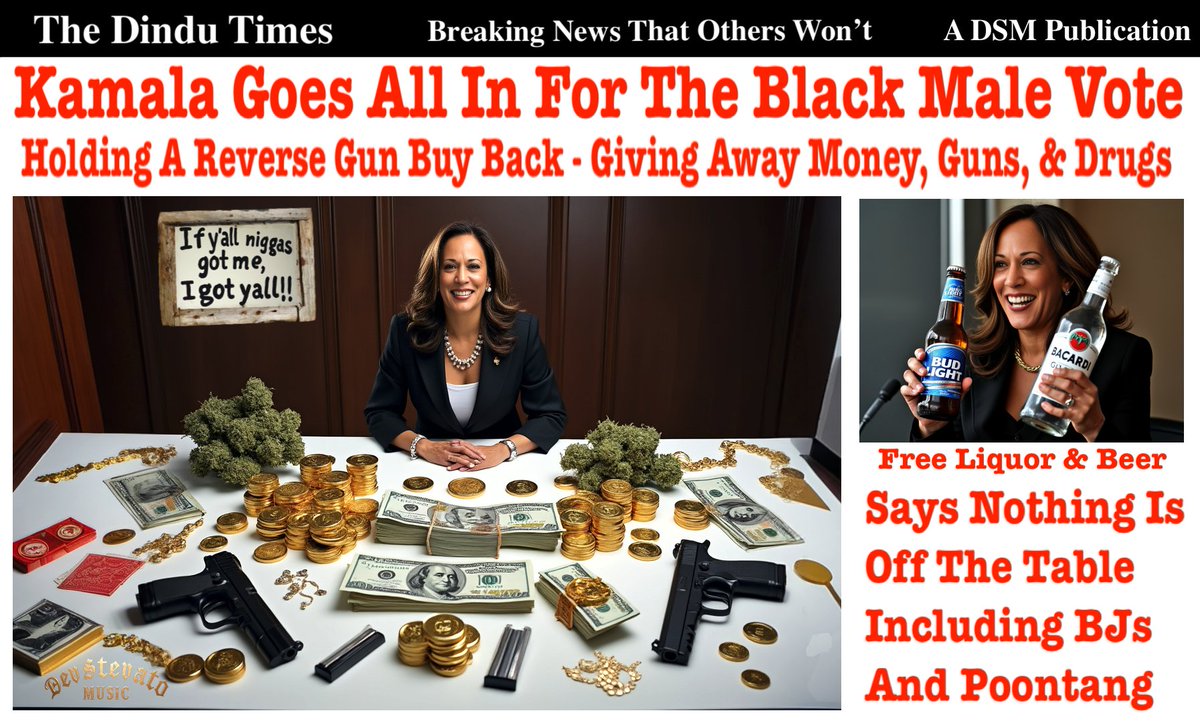 The Dindu Times
Breaking News That Others Won't
A DSM Publication
Kamala Goes All In For The Black Male Vote
Holding A Reverse Gun Buy Back - Giving Away Money, Guns, & Drugs
If y'all niggas
got me,
I got yall!!
BUD
LIGHT
BACARDI
Free Liquor & Beer
Says Nothing Is
Off The Table
Including BJs
And Poontang
Dev Stevato
MUSIC